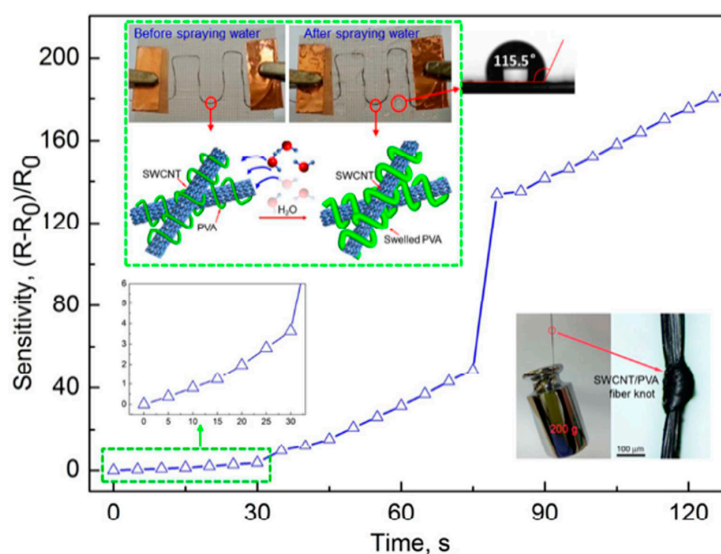 Before spraying water
After spraying water
115.5°
SWCNT
PVA
H₂O
SWCNT
Swelled PVA
Sensitivity, (R-R₀)/R₀
200
160
120
80
40
0
6
5
4
3
2
1
0
0 5 10 15 20 25 30
SWCNT/PVA
fiber knot
200 g
100 μm
0 30 60 90 120
Time, s